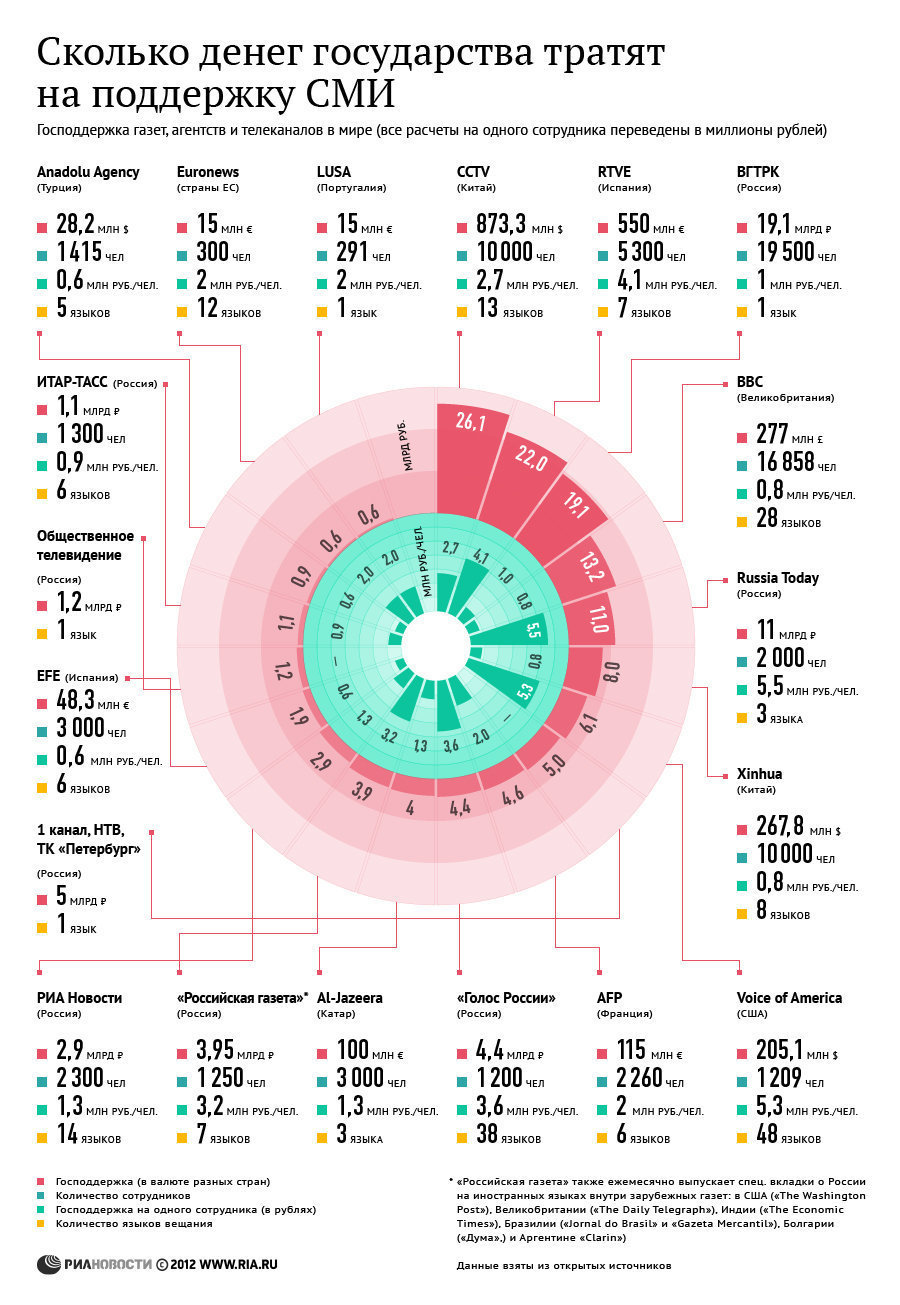 Сколько денег государства тратят
на поддержку СМИ
Господдержка газет, агентств и телеканалов в мире (все расчеты на одного сотрудника переведены в миллионы рублей)
Anadolu Agency
(Турция)
28,2 МЛН $
1 415 ЧЕЛ
0,6 МЛН РУБ./ЧЕЛ.
5 ЯЗЫКОВ
Euronews
(страны ЕС)
15 МЛН €
300 ЧЕЛ
2 МЛН РУБ./ЧЕЛ.
12 ЯЗЫКОВ
LUSA
(Португалия)
15 МЛН €
291 ЧЕЛ
2 МЛН РУБ./ЧЕЛ.
1 ЯЗЫК
CCTV
(Китай)
873,3 МЛН $
10 000 ЧЕЛ
2,7 МЛН РУБ./ЧЕЛ.
13 ЯЗЫКОВ
RTVE
(Испания)
550 МЛН €
5 300 ЧЕЛ
4,1 МЛН РУБ./ЧЕЛ.
7 ЯЗЫКОВ
ВГТРК
(Россия)
19,1 МЛРД ₽
19 500 ЧЕЛ
1 МЛН РУБ./ЧЕЛ.
1 ЯЗЫК
ИТАР-ТАСС (Россия)
1,1 МЛРД ₽
1 300 ЧЕЛ
0,9 МЛН РУБ./ЧЕЛ.
6 ЯЗЫКОВ
Общественное
телевидение
(Россия)
1,2 МЛРД ₽
1 ЯЗЫК
EFE (Испания)
48,3 МЛН €
3 000 ЧЕЛ
0,6 МЛН РУБ./ЧЕЛ.
6 ЯЗЫКОВ
1 канал, НТВ,
ТК «Петербург»
(Россия)
5 МЛРД ₽
1 ЯЗЫК
МЛРД РУБ.
26,1
22,0
19,1
13,2
11,0
8,0
6,1
5,0
4,6
4,4
4
3,9
2,9
1,9
1,2
1,1
0,9
0,6
0,6
МЛН РУБ./ЧЕЛ.
2,7
4,1
1,0
0,8
5,5
0,8
5,3
—
2,0
3,6
1,3
3,2
1,3
0,6
—
0,9
0,6
2,0
2,0
BBC
(Великобритания)
277 МЛН £
16 858 ЧЕЛ
0,8 МЛН РУБ/ЧЕЛ.
28 ЯЗЫКОВ
Russia Today
(Россия)
11 МЛРД ₽
2 000 ЧЕЛ
5,5 МЛН РУБ./ЧЕЛ.
3 ЯЗЫКА
Xinhua
(Китай)
267,8 МЛН $
10 000 ЧЕЛ
0,8 МЛН РУБ./ЧЕЛ.
8 ЯЗЫКОВ
РИА Новости
(Россия)
2,9 МЛРД ₽
2 300 ЧЕЛ
1,3 МЛН РУБ./ЧЕЛ.
14 ЯЗЫКОВ
«Российская газета»*
(Россия)
3,95 МЛРД ₽
1 250 ЧЕЛ
3,2 МЛН РУБ./ЧЕЛ.
7 ЯЗЫКОВ
Al-Jazeera
(Катар)
100 МЛН €
3 000 ЧЕЛ
1,3 МЛН РУБ./ЧЕЛ.
3 ЯЗЫКА
«Голос России»
(Россия)
4,4 МЛРД ₽
1 200 ЧЕЛ
3,6 МЛН РУБ./ЧЕЛ.
38 ЯЗЫКОВ
AFP
(Франция)
115 МЛН €
2 260 ЧЕЛ
2 МЛН РУБ./ЧЕЛ.
6 ЯЗЫКОВ
Voice of America
(США)
205,1 МЛН $
1 209 ЧЕЛ
5,3 МЛН РУБ./ЧЕЛ.
48 ЯЗЫКОВ
Господдержка (в валюте разных стран)
Количество сотрудников
Господдержка на одного сотрудника (в рублях)
Количество языков вещания
* «Российская газета» также ежемесячно выпускает спец. вкладки о России
на иностранных языках внутри зарубежных газет: в США («The Washington
Post»), Великобритании («The Daily Telegraph»), Индии («The Economic
Times»), Бразилии («Jornal do Brasil» и «Gazeta Mercantil»), Болгарии
(«Дума»,) и Аргентине «Clarin»)
РИАНОВОСТИ © 2012 WWW.RIA.RU
Данные взяты из открытых источников